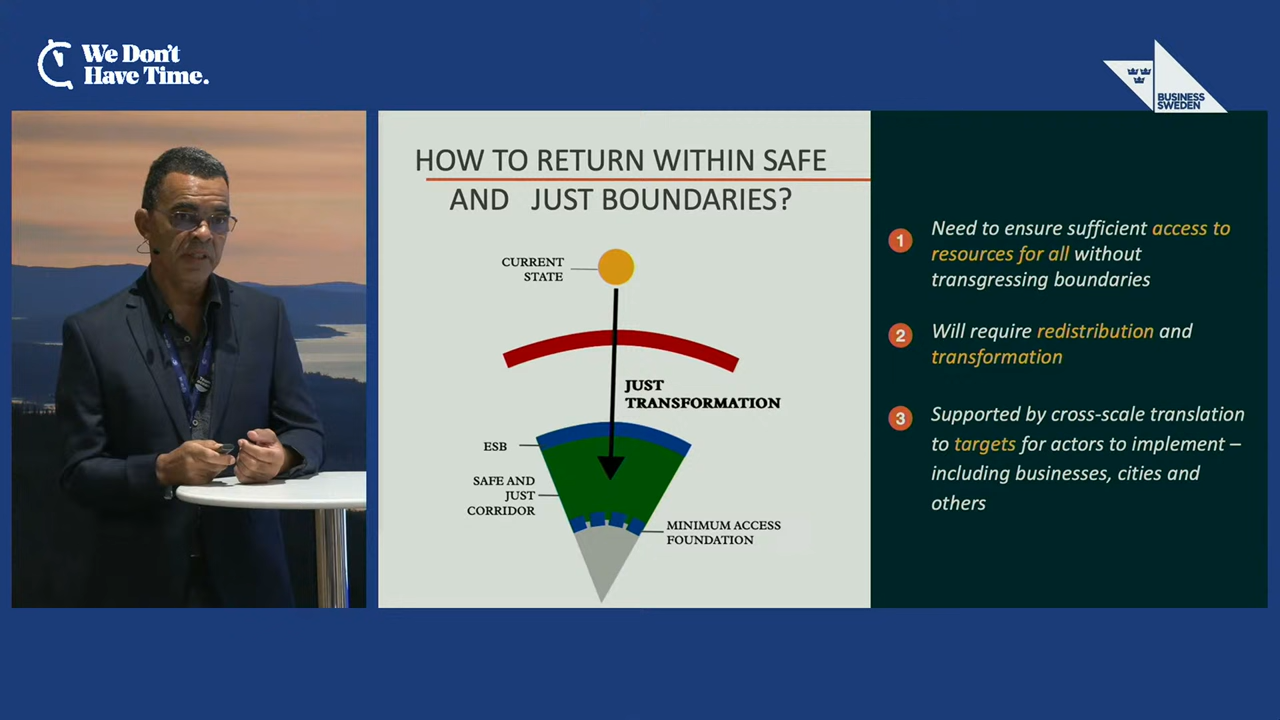 We Don't
Have Time.
BUSINESS
SWEDEN
HOW TO RETURN WITHIN SAFE
AND JUST BOUNDARIES?
CURRENT
STATE
JUST
TRANSFORMATION
ESB
SAFE AND
JUST
CORRIDOR
MINIMUM ACCESS
FOUNDATION
1
Need to ensure sufficient access to
resources for all without
transgressing boundaries
2
Will require redistribution and
transformation
3
Supported by cross-scale translation
to targets for actors to implement –
including businesses, cities and
others